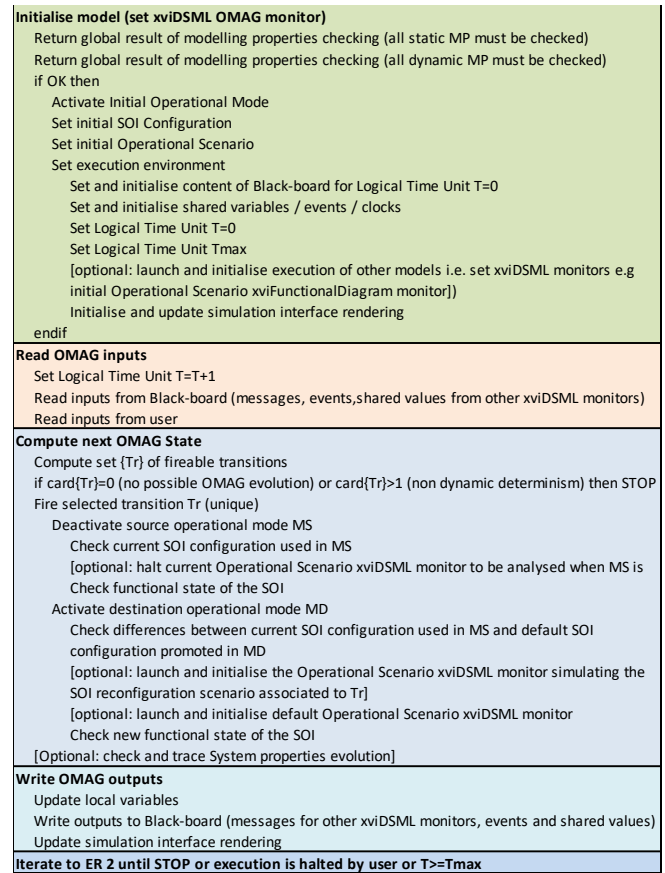 Initialise model (set xviDSML OMAG monitor)
Return global result of modelling properties checking (all static MP must be checked)
Return global result of modelling properties checking (all dynamic MP must be checked)
if OK then
Activate Initial Operational Mode
Set initial SOI Configuration
Set initial Operational Scenario
Set execution environment
Set and initialise content of Black-board for Logical Time Unit T=0
Set and initialise shared variables / events / clocks
Set Logical Time Unit T=0
Set Logical Time Unit Tmax
[optional: launch and initialise execution of other models i.e. set xviDSML monitors e.g
initial Operational Scenario xviFunctionalDiagram monitor])
Initialise and update simulation interface rendering
endif
Read OMAG inputs
Set Logical Time Unit T=T+1
Read inputs from Black-board (messages, events,shared values from other xviDSML monitors)
Read inputs from user
Compute next OMAG State
Compute set {Tr} of fireable transitions
if card{Tr}=0 (no possible OMAG evolution) or card{Tr}>1 (non dynamic determinism) then STOP
Fire selected transition Tr (unique)
Deactivate source operational mode MS
Check current SOI configuration used in MS
[optional: halt current Operational Scenario xviDSML monitor to be analysed when MS is
Check functional state of the SOI
Activate destination operational mode MD
Check differences between current SOI configuration used in MS and default SOI
configuration promoted in MD
[optional: launch and initialise the Operational Scenario xviDSML monitor simulating the
SOI reconfiguration scenario associated to Tr]
[optional: launch and initialise default Operational Scenario xviDSML monitor
Check new functional state of the SOI
[Optional: check and trace System properties evolution]
Write OMAG outputs
Update local variables
Write outputs to Black-board (messages for other xviDSML monitors, events and shared values)
Update simulation interface rendering
Iterate to ER 2 until STOP or execution is halted by user or T>=Tmax